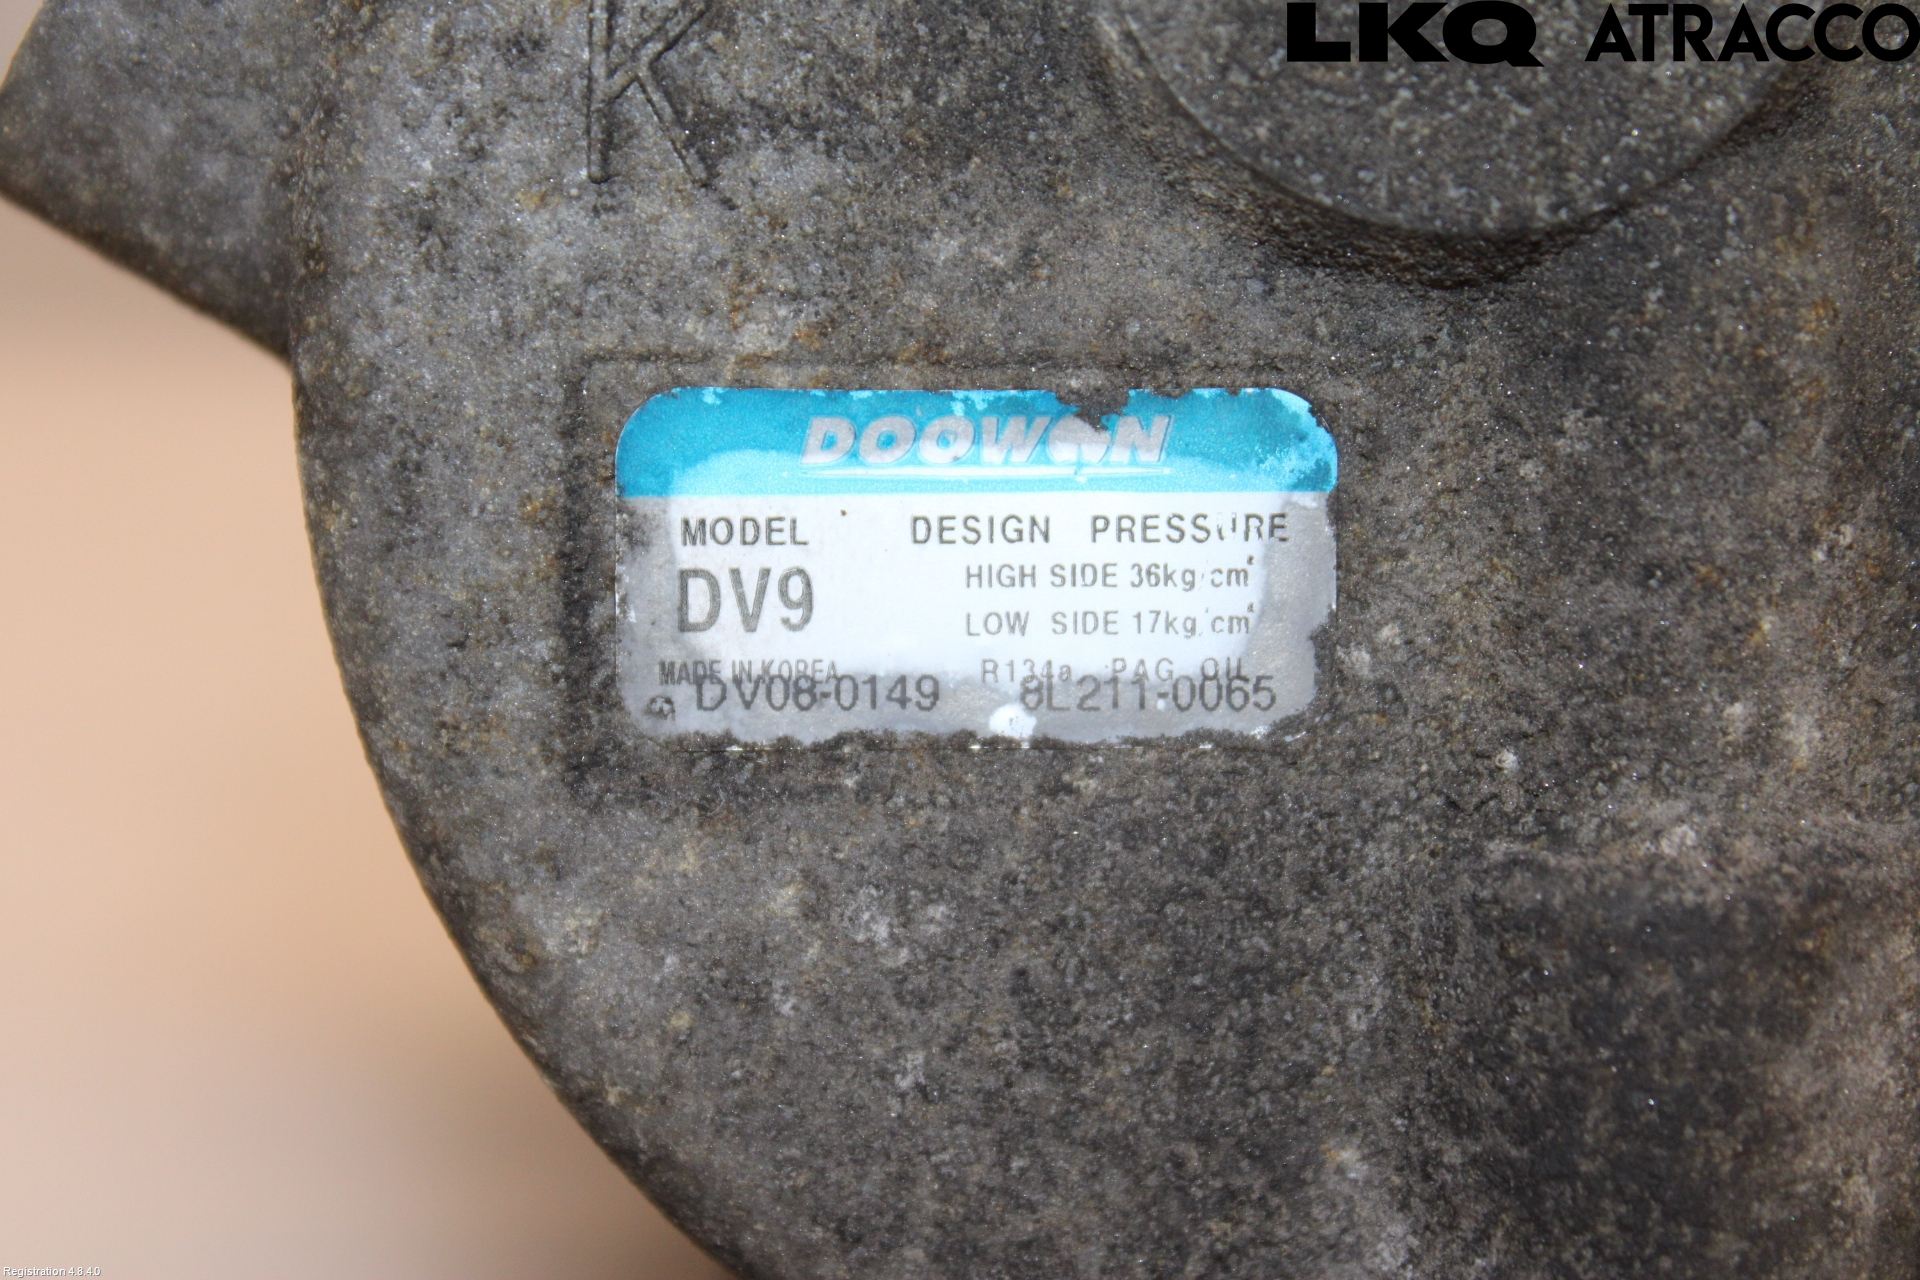 LKQ ATRACCO
K
DOOWON
MODEL DESIGN PRESSURE
DV9 HIGH SIDE 36kg/cm²
LOW SIDE 17kg/cm²
MADE IN KOREA R134a PAG OIL
DV08-0149 8L211-0065
Registration 4.8.4.0